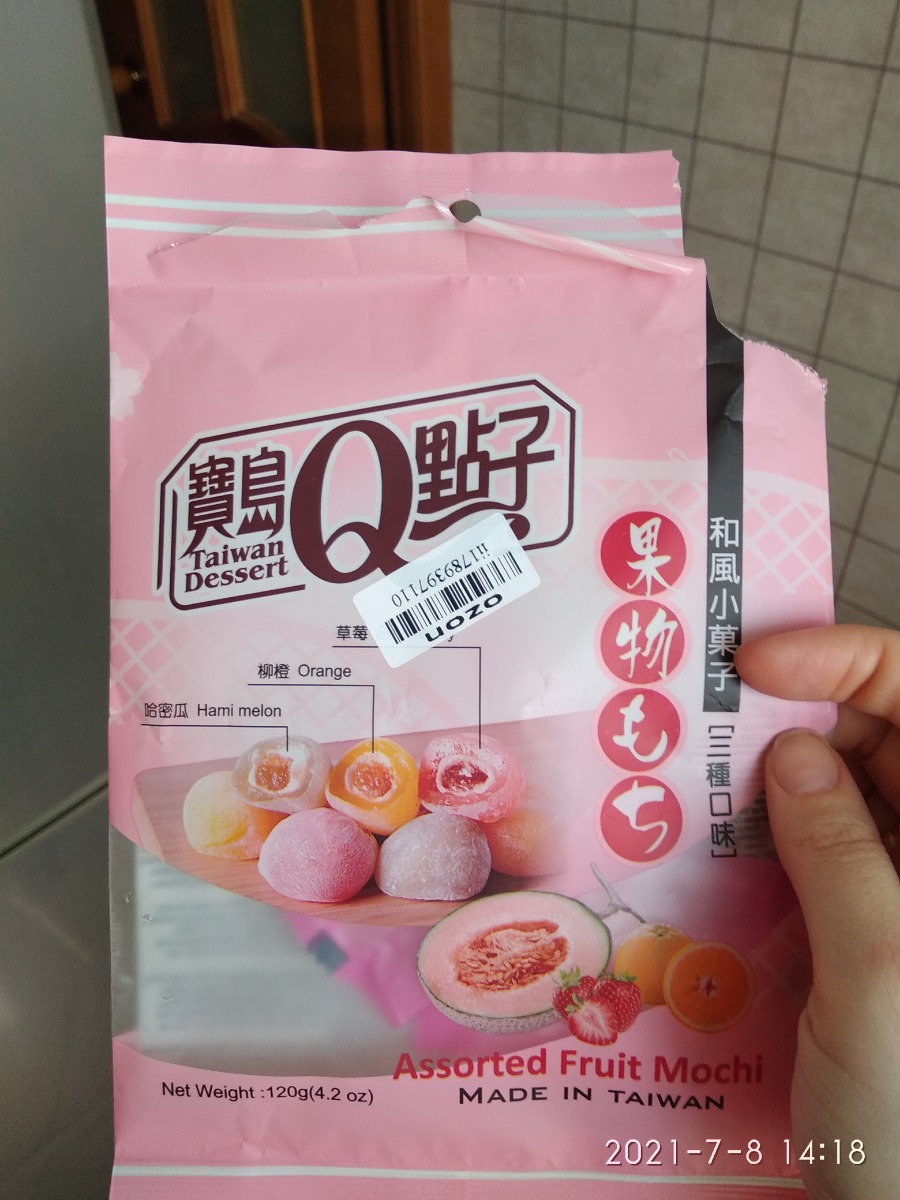 寶島Q點子
Taiwan
Dessert
ii1789397110
ozon
草莓
柳橙 Orange
哈密瓜 Hami melon
果物もち
和風小菓子
[三種口味]
Assorted Fruit Mochi
MADE IN TAIWAN
Net Weight :120g(4.2 oz)
2021-7-8 14:18